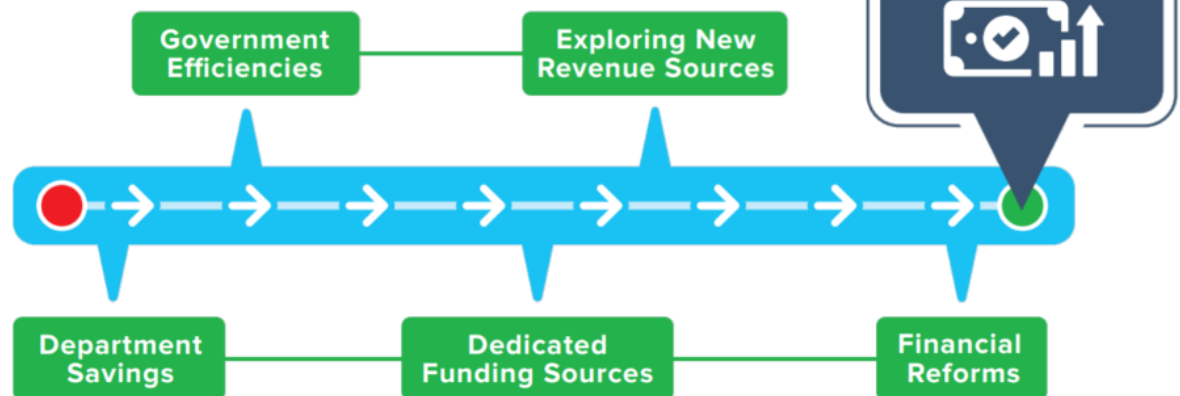 Government
Efficiencies
Exploring New
Revenue Sources
Department
Savings
Dedicated
Funding Sources
Financial
Reforms